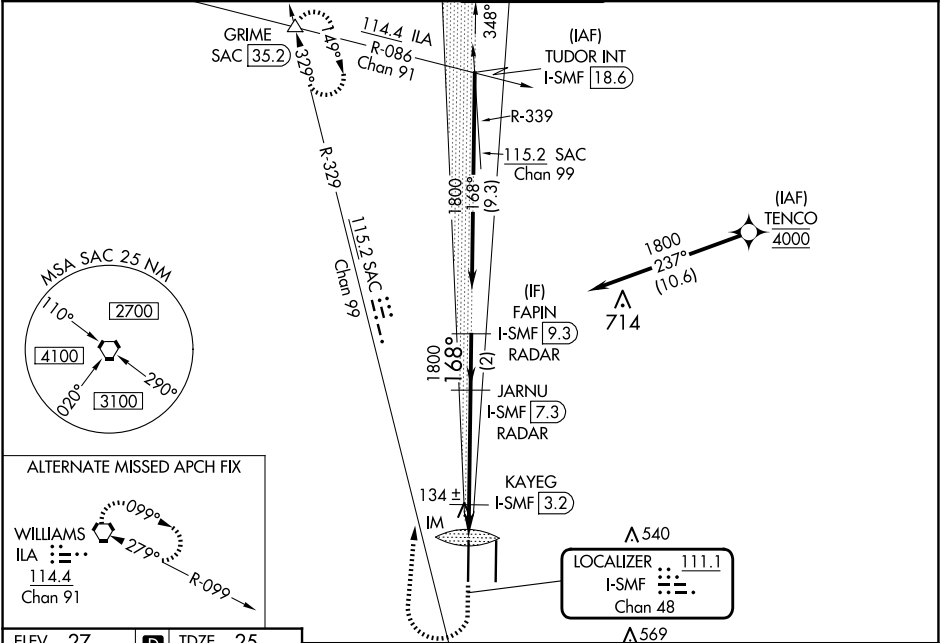 GRIME
SAC 35.2
149°
329°
114.4 ILA
R-086
Chan 91
348°
(IAF)
TUDOR INT
I-SMF 18.6
R-339
115.2 SAC
Chan 99
1800
168°
(9.3)
R-329
115.2 SAC
Chan 99
(IAF)
TENCO
4000
1800
237°
(10.6)
714
MSA SAC 25 NM
110°
2700
4100
290°
020°
3100
(IF)
FAPIN
I-SMF 9.3
RADAR
1800
168°
(2)
JARNU
I-SMF 7.3
RADAR
KAYEG
I-SMF 3.2
134 ±
IM
ALTERNATE MISSED APCH FIX
WILLIAMS
ILA
114.4
Chan 91
099°
279°
R-099
540
LOCALIZER 111.1
I-SMF
Chan 48
569
ELEV 27
D
TDZE 25